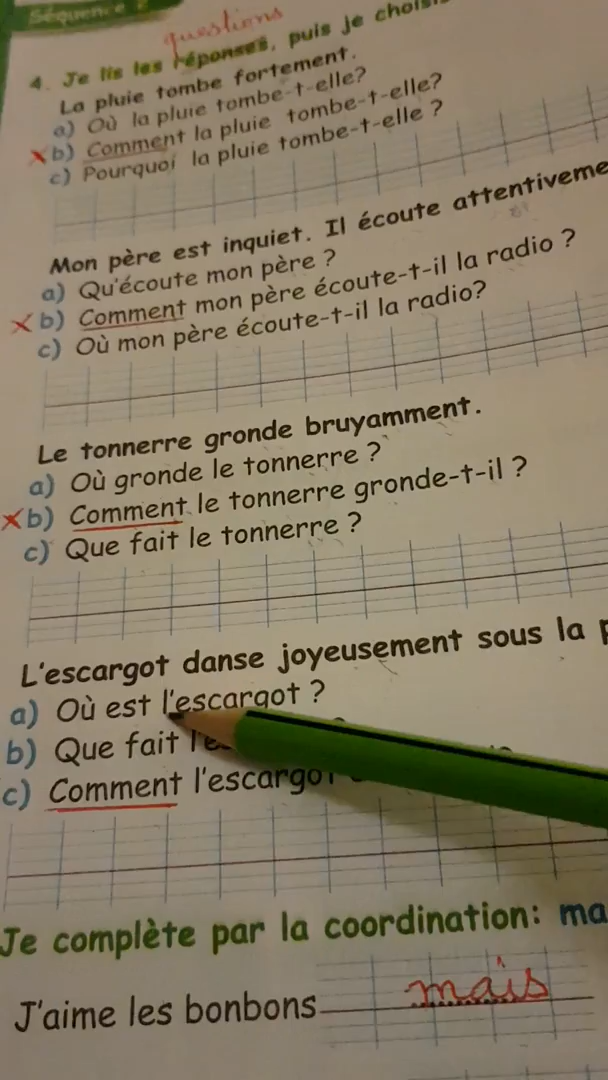 Séquence
questions
4. Je lis les réponses, puis je choisi
La pluie tombe fortement.
a) Où la pluie tombe-t-elle?
x b) Comment la pluie tombe-t-elle?
c) Pourquoi la pluie tombe-t-elle ?
Mon père est inquiet. Il écoute attentiveme
a) Qu'écoute mon père ?
x b) Comment mon père écoute-t-il la radio ?
c) Où mon père écoute-t-il la radio?
Le tonnerre gronde bruyamment.
a) Où gronde le tonnerre ?
x b) Comment le tonnerre gronde-t-il ?
c) Que fait le tonnerre ?
L'escargot danse joyeusement sous la p
a) Où est l'escargot ?
b) Que fait
c) Comment l'escargot
Je complète par la coordination: ma
J'aime les bonbons mais